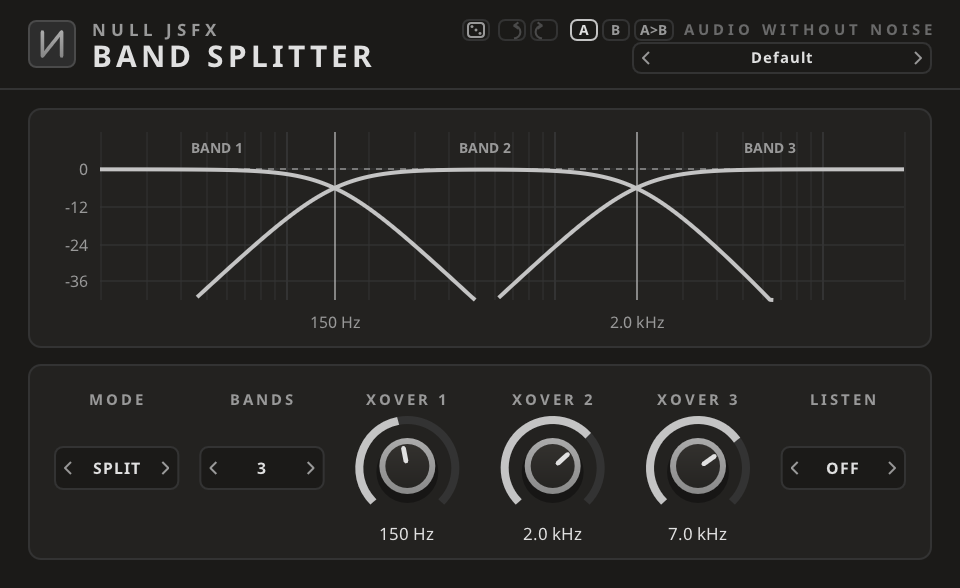 NULL JSFX
BAND SPLITTER
A B A>B AUDIO WITHOUT NOISE
Default
BAND 1 BAND 2 BAND 3
0
-12
-24
-36
150 Hz 2.0 kHz
MODE BANDS XOVER 1 XOVER 2 XOVER 3 LISTEN
SPLIT 3 OFF
150 Hz 2.0 kHz 7.0 kHz